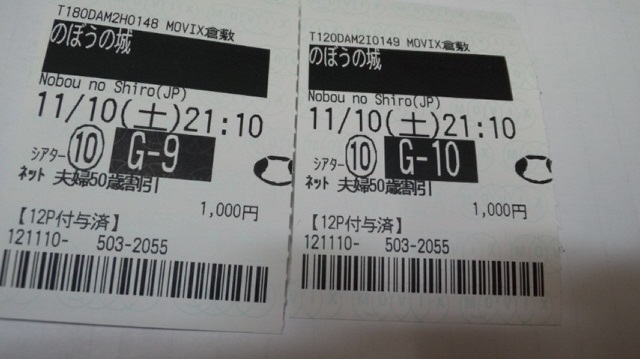 T180DAM2H0148 MOVIX倉敷
のぼうの城
Nobou no Shiro(JP)
11/10(土)21:10
シアター 10 G-9
ネット 夫婦50歳割引
1,000円
【12P付与済】
121110- 503-2055
T120DAM2I0149 MOVIX倉敷
のぼうの城
Nobou no Shiro(JP)
11/10(土)21:10
シアター 10 G-10
ネット 夫婦50歳割引
1,000円
【12P付与済】
121110- 503-2055